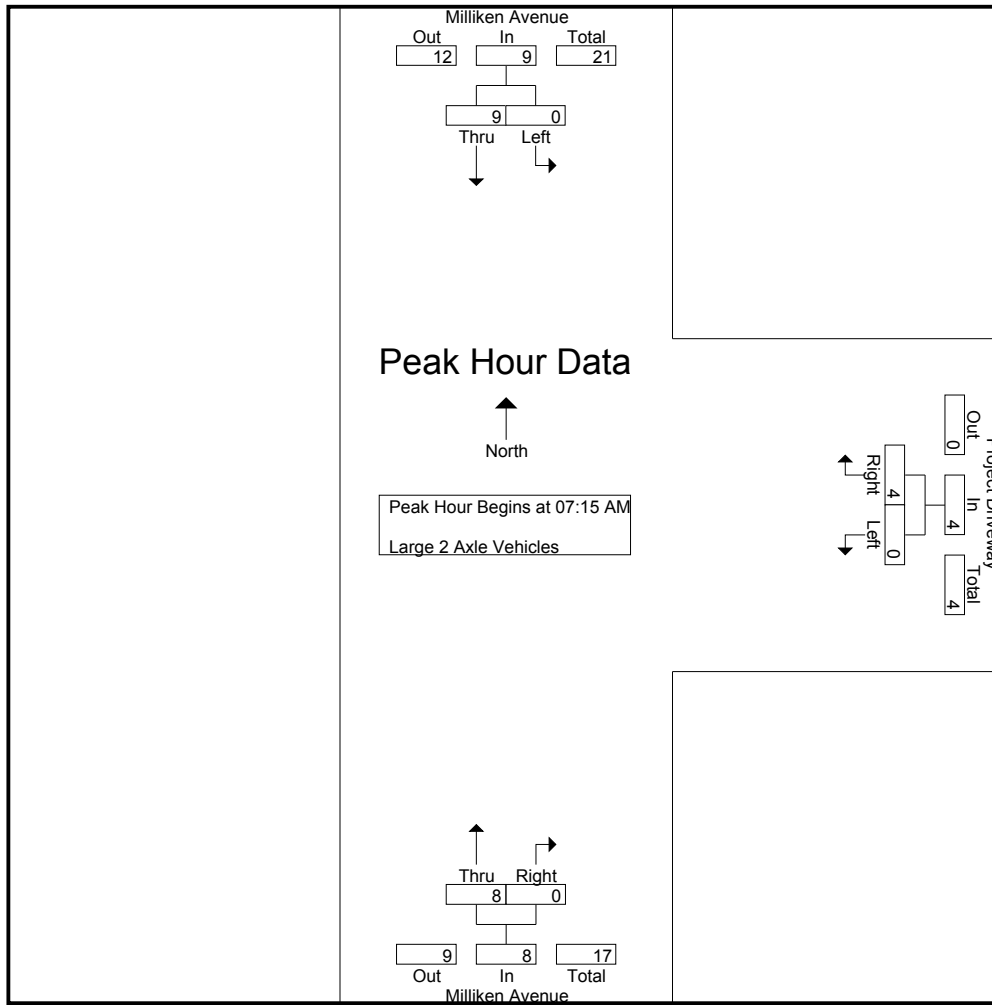 Milliken Avenue
Out In Total
12 9 21
9 0
Thru Left
Peak Hour Data
North
Peak Hour Begins at 07:15 AM
Large 2 Axle Vehicles
Project Driveway
Out In Total
0 4 4
4 0
Right Left
Thru Right
8 0
9 8 17
Out In Total
Milliken Avenue